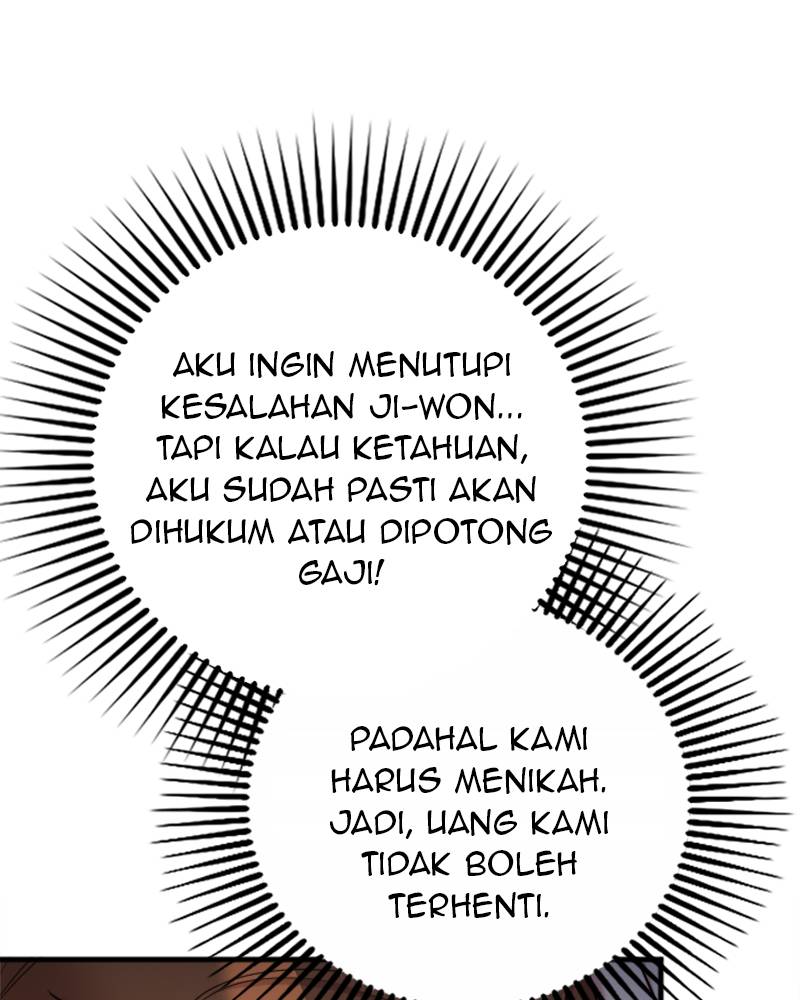 AKU INGIN MENUTUPI
KESALAHAN JI-WON...
TAPI KALAU KETAHUAN,
AKU SUDAH PASTI AKAN
DIHUKUM ATAU DIPOTONG
GAJI!
PADAHAL KAMI
HARUS MENIKAH.
JADI, UANG KAMI
TIDAK BOLEH
TERHENTI.